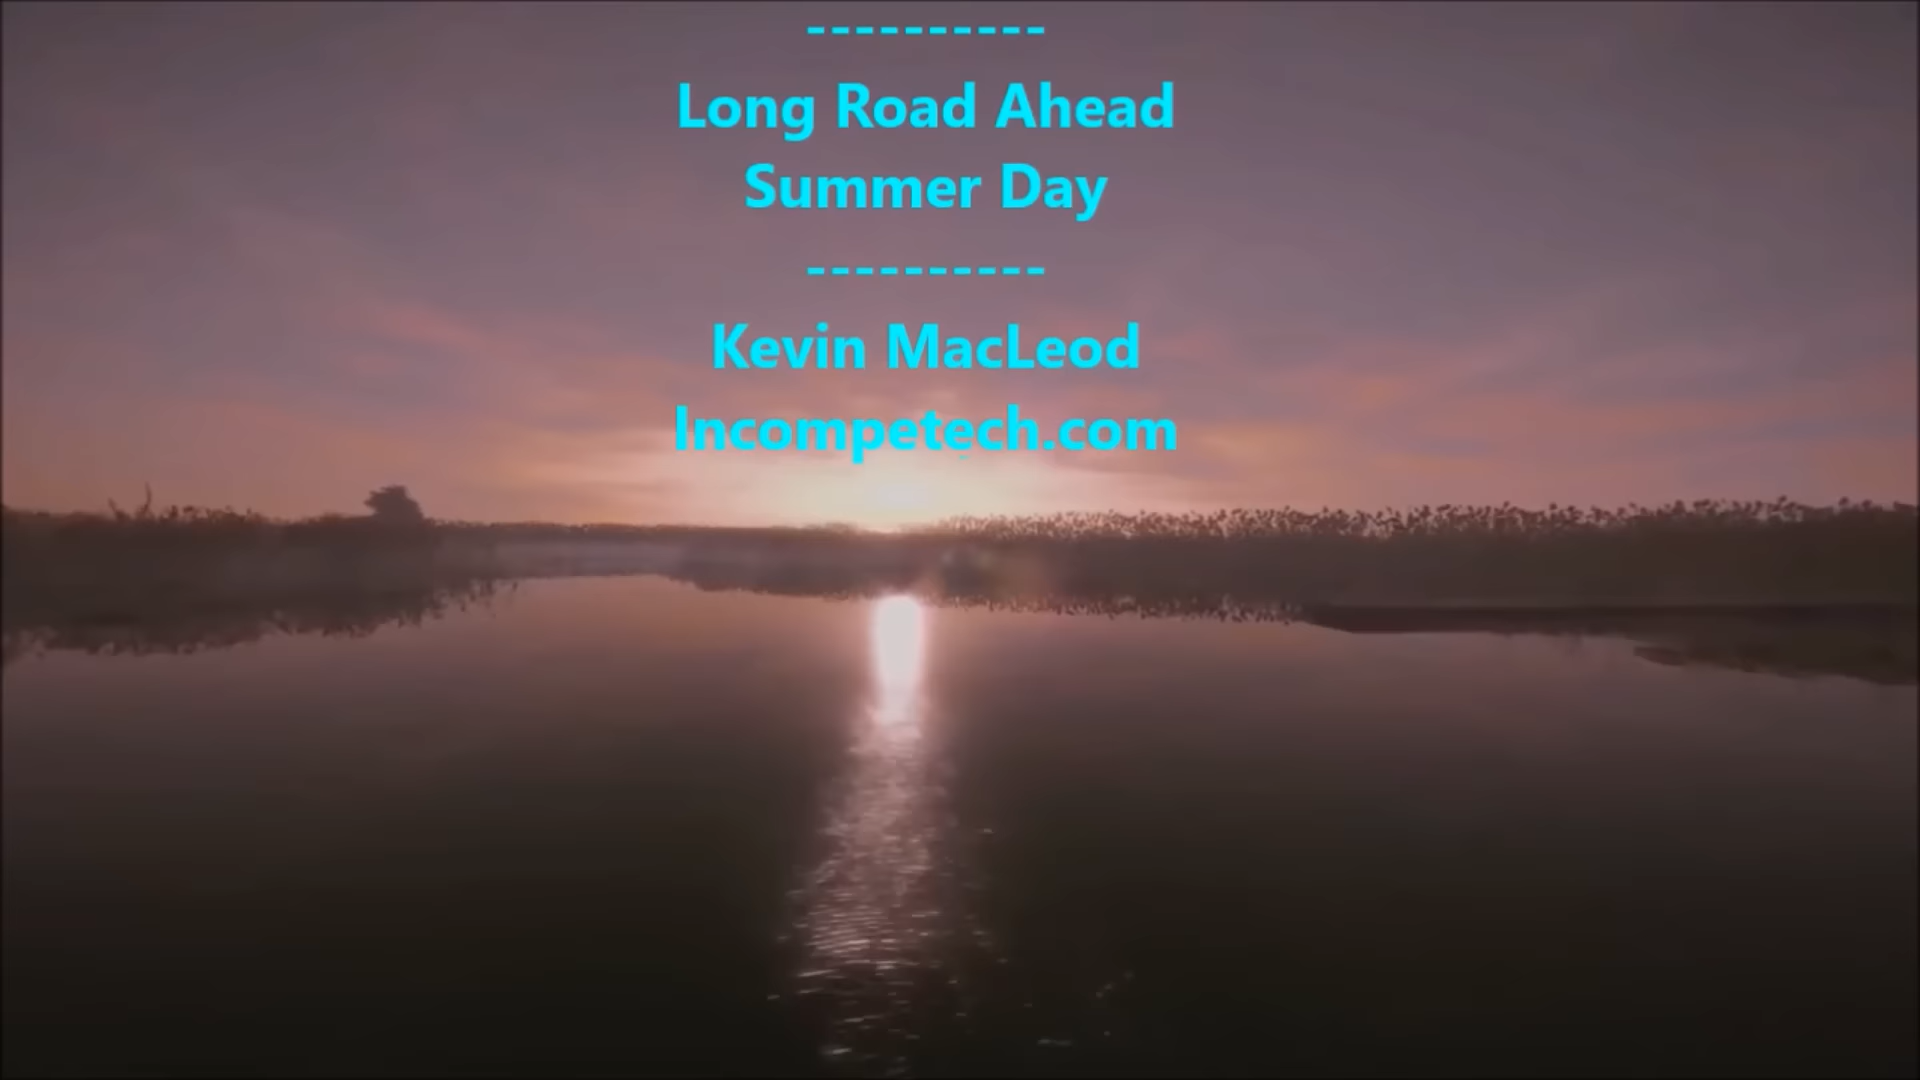 ----------
Long Road Ahead
Summer Day
----------
Kevin MacLeod
Incompetech.com